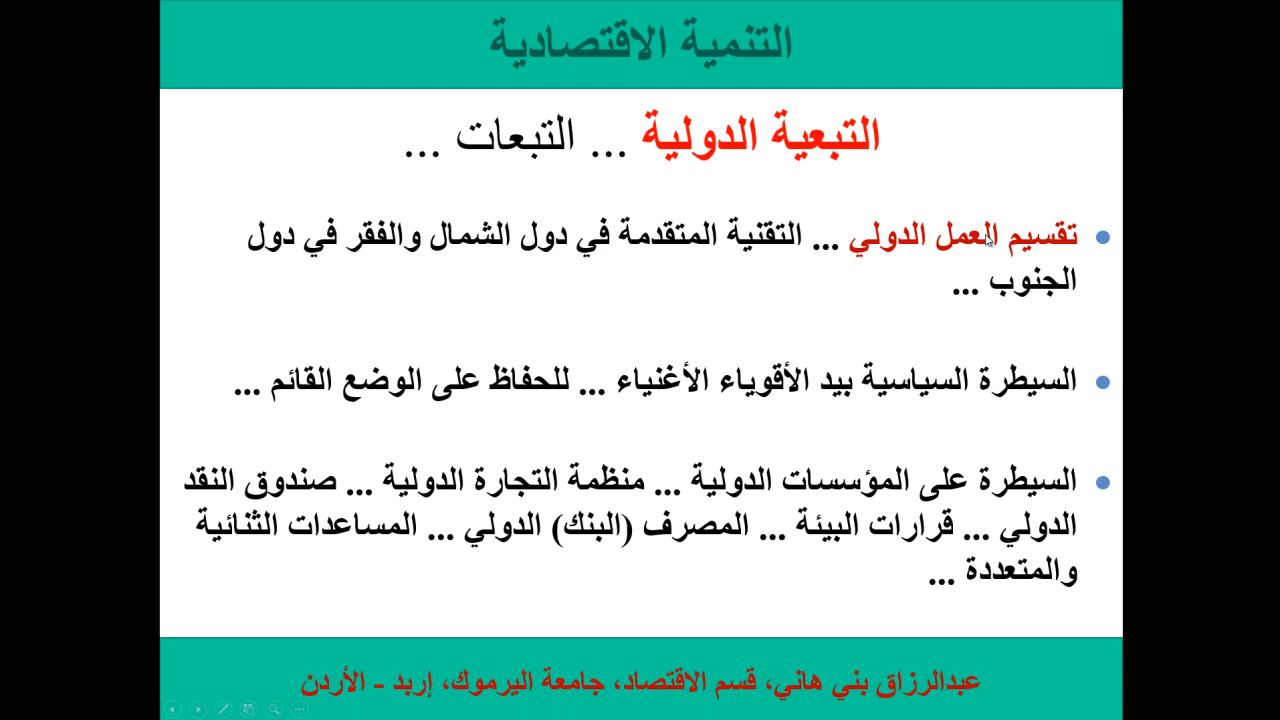 التنمية الاقتصادية
التبعية الدولية ... التبعات ...
تقسيم العمل الدولي ... التقنية المتقدمة في دول الشمال والفقر في دول
الجنوب ...
السيطرة السياسية بيد الأقوياء الأغنياء ... للحفاظ على الوضع القائم ...
السيطرة على المؤسسات الدولية ... منظمة التجارة الدولية ... صندوق النقد
الدولي ... قرارات البيئة ... المصرف (البنك) الدولي ... المساعدات الثنائية
والمتعددة ...
عبدالرزاق بني هاني، قسم الاقتصاد، جامعة اليرموك، إربد - الأردن